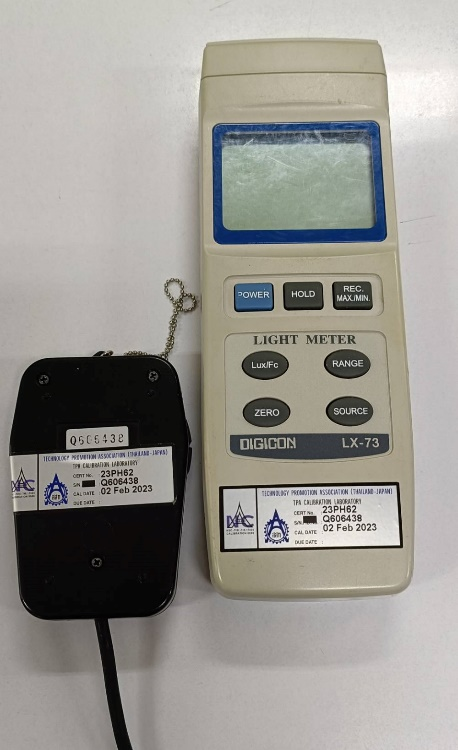 POWER
HOLD
REC.
MAX./MIN.
LIGHT METER
Lux/Fc
RANGE
ZERO
SOURCE
DIGICON
LX-73
TECHNOLOGY PROMOTION ASSOCIATION (THAILAND-JAPAN)
TPA CALIBRATION LABORATORY
CERT No. 23PH62
S/N. Q606438
CAL DATE 02 Feb 2023
DUE DATE :
Q606438
TECHNOLOGY PROMOTION ASSOCIATION (THAILAND-JAPAN)
TPA CALIBRATION LABORATORY
CERT No. 23PH62
S/N. Q606438
CAL DATE 02 Feb 2023
DUE DATE